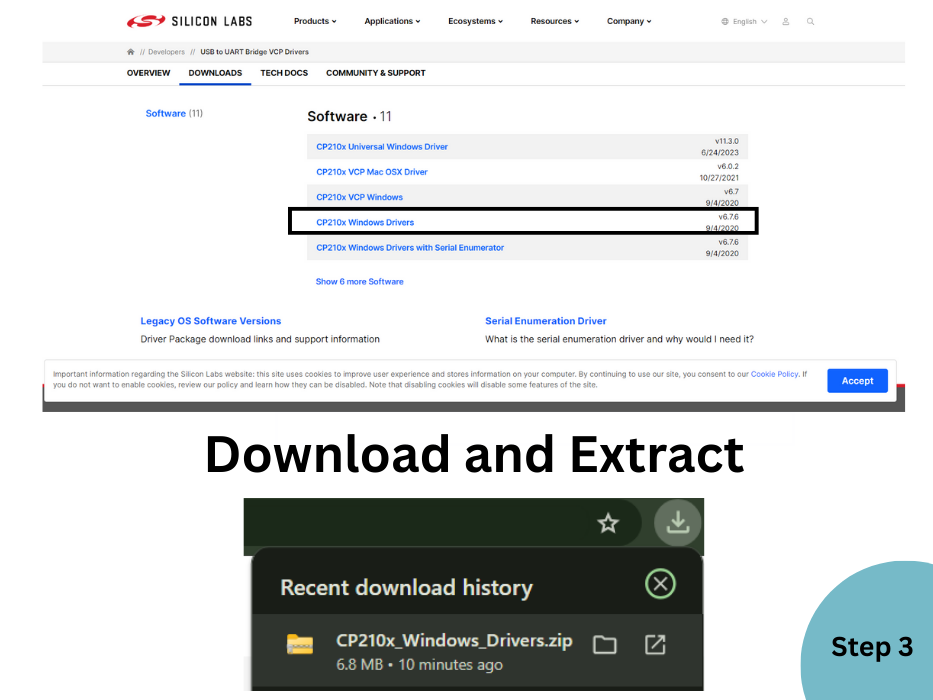 SILICON LABS
Products
Applications
Ecosystems
Resources
Company
English
// Developers // USB to UART Bridge VCP Drivers
OVERVIEW
DOWNLOADS
TECH DOCS
COMMUNITY & SUPPORT
Software (11)
Software • 11
CP210x Universal Windows Driver
v11.3.0
6/24/2023
CP210x VCP Mac OSX Driver
v6.0.2
10/27/2021
CP210x VCP Windows
v6.7
9/4/2020
CP210x Windows Drivers
v6.7.6
9/4/2020
CP210x Windows Drivers with Serial Enumerator
v6.7.6
9/4/2020
Show 6 more Software
Legacy OS Software Versions
Driver Package download links and support information
Serial Enumeration Driver
What is the serial enumeration driver and why would I need it?
Important information regarding the Silicon Labs website: this site uses cookies to improve user experience and stores information on your computer. By continuing to use our site, you consent to our Cookie Policy. If
you do not want to enable cookies, review our policy and learn how they can be disabled. Note that disabling cookies will disable some features of the site.
Accept
Download and Extract
Recent download history
CP210x_Windows_Drivers.zip
6.8 MB • 10 minutes ago
Step 3